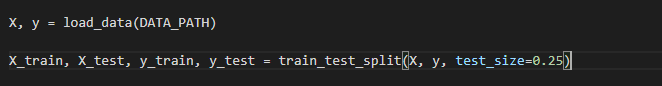 X, y = load_data(DATA_PATH)
X_train, X_test, y_train, y_test = train_test_split(X, y, test_size=0.25)